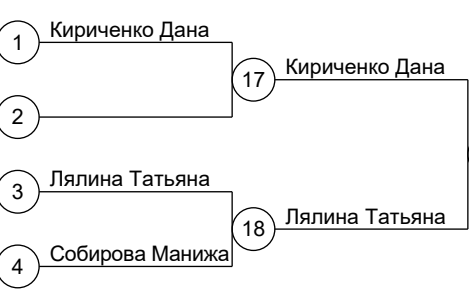 1 Кириченко Дана
17 Кириченко Дана
2
3 Лялина Татьяна
18 Лялина Татьяна
4 Собирова Манижа